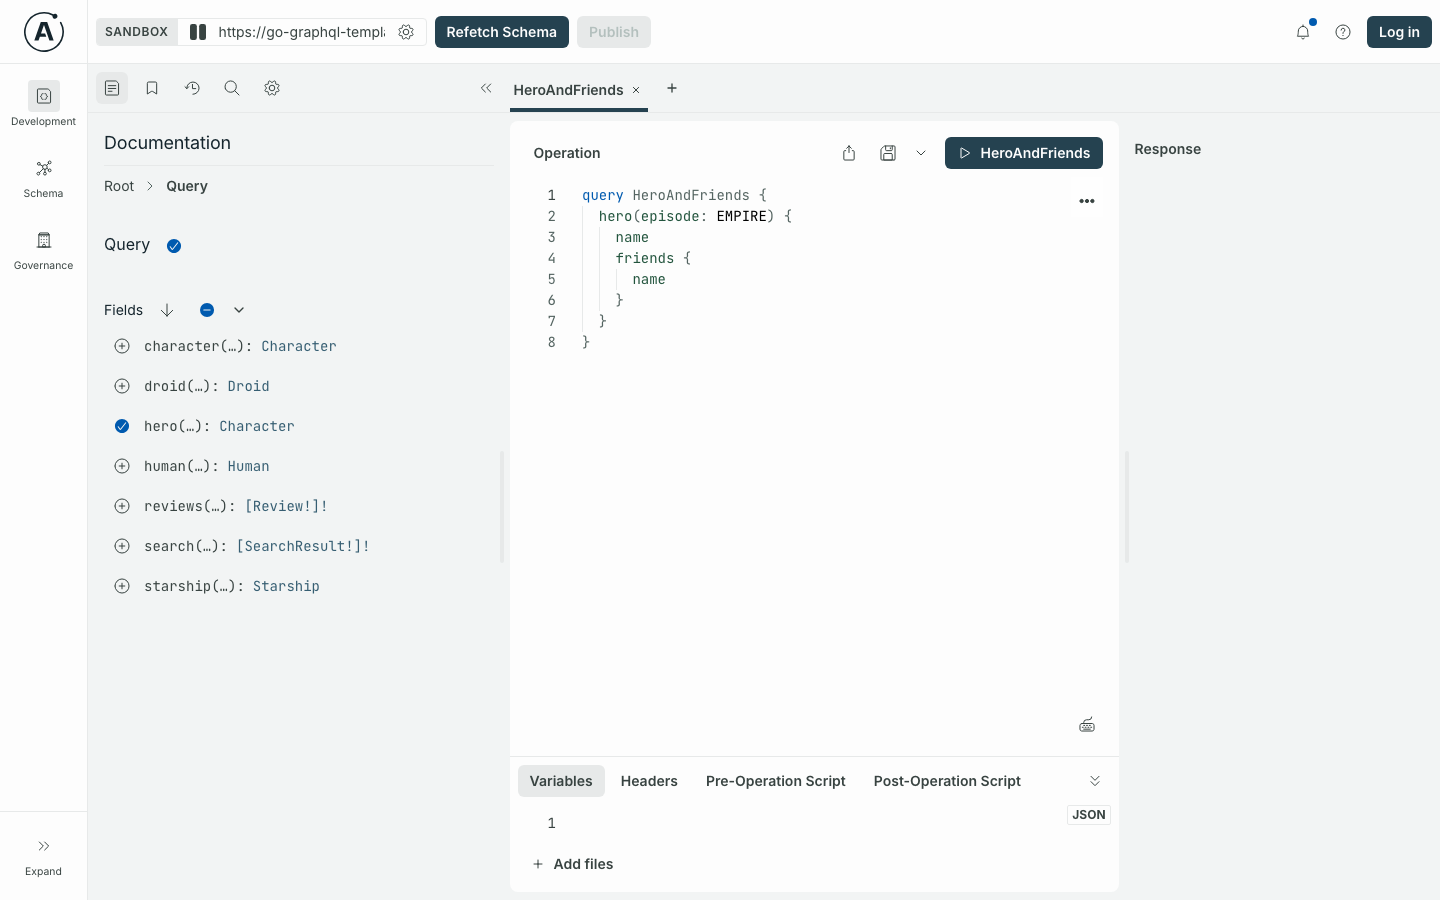 SANDBOX
https://go-graphql-templa
Refetch Schema
Publish
Log in
Development
Schema
Governance
Expand
Documentation
Root > Query
Query
Fields
character(…): Character
droid(…): Droid
hero(…): Character
human(…): Human
reviews(…): [Review!]!
search(…): [SearchResult!]!
starship(…): Starship
HeroAndFriends
Operation
HeroAndFriends
1 query HeroAndFriends {
2 hero(episode: EMPIRE) {
3 name
4 friends {
5 name
6 }
7 }
8 }
Variables
Headers
Pre-Operation Script
Post-Operation Script
1
JSON
Add files
Response